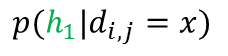 p(h₁|dᵢ,ⱼ = x)